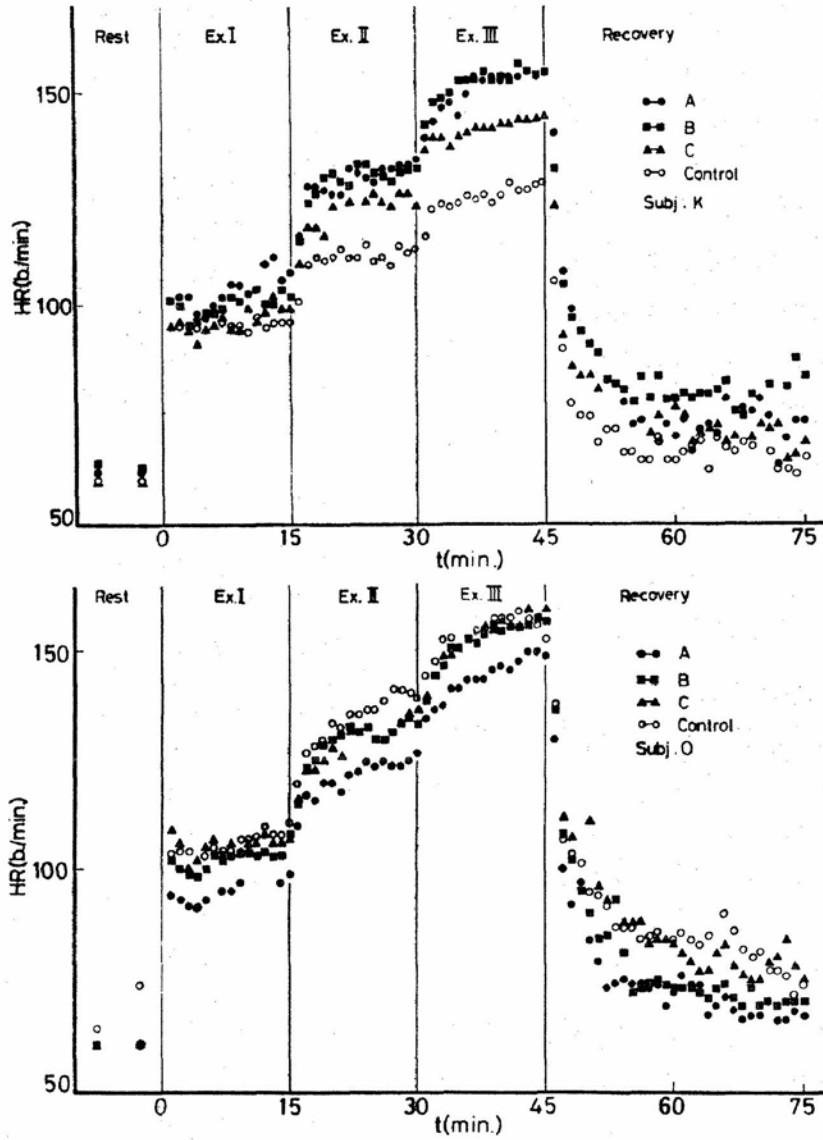 Rest Ex.I Ex. II Ex. III Recovery
150
A
B
C
Control
Subj. K
100
HR(b./min.)
50
0 15 30 45 60 75
t(min.)
Rest Ex.I Ex. II Ex. III Recovery
150
A
B
C
Control
Subj. O
100
HR(b./min.)
50
0 15 30 45 60 75
t(min.)